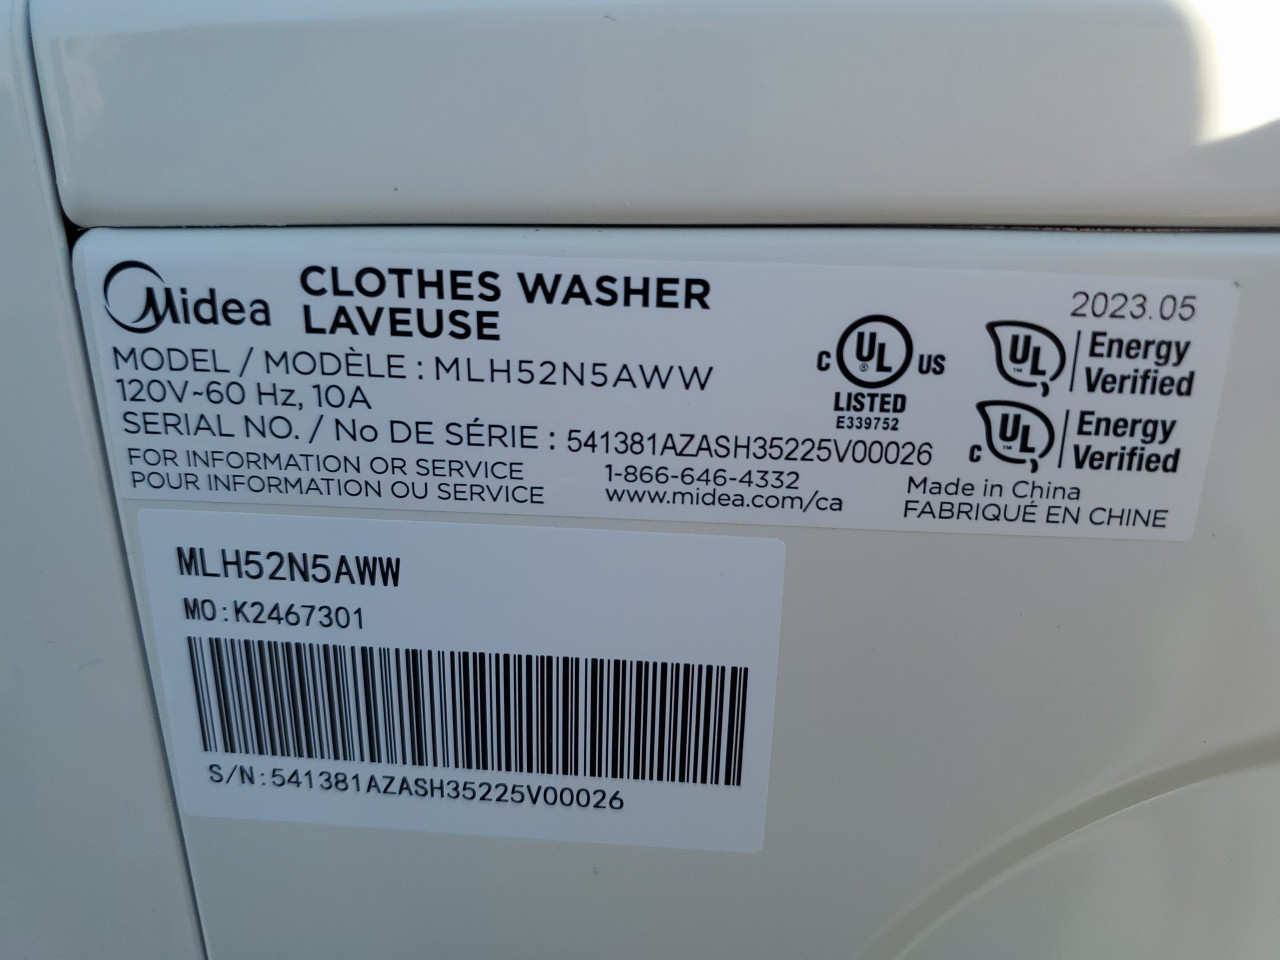 Midea
CLOTHES WASHER
LAVEUSE
MODEL / MODÈLE : MLH52N5AWW
120V~60 Hz, 10A
SERIAL NO. / No DE SÉRIE : 541381AZASH35225V00026
FOR INFORMATION OR SERVICE 1-866-646-4332
POUR INFORMATION OU SERVICE www.midea.com/ca
C UL ® US
LISTED
E339752
2023.05
UL ™ Energy
Verified
C UL ™ Energy
Verified
Made in China
FABRIQUÉ EN CHINE
MLH52N5AWW
MO:K2467301
S/N:541381AZASH35225V00026